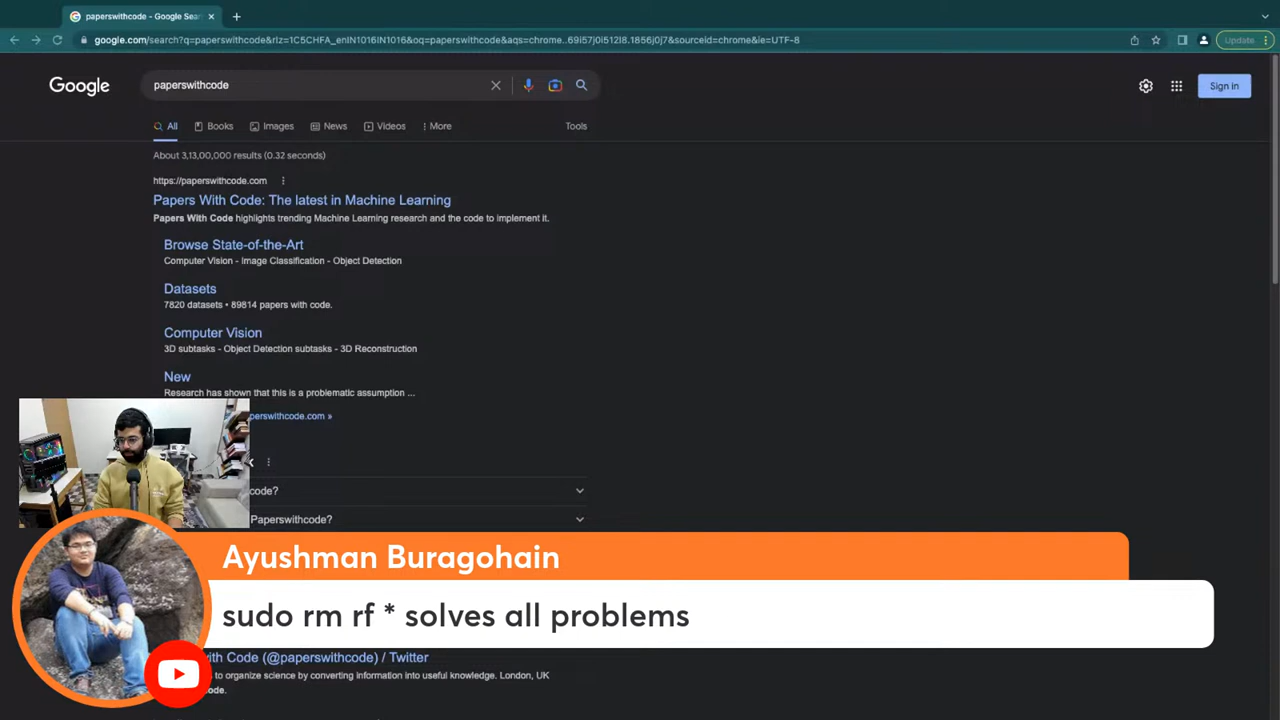 paperswithcode - Google Sear
google.com/search?q=paperswithcode&rlz=1C5CHFA_enIN1016IN1016&oq=paperswithcode&aqs=chrome..69i57j0i512l8.1856j0j7&sourceid=chrome&ie=UTF-8
Update
Google
paperswithcode
Sign in
All
Books
Images
News
Videos
More
Tools
About 3,13,00,000 results (0.32 seconds)
https://paperswithcode.com
Papers With Code: The latest in Machine Learning
Papers With Code highlights trending Machine Learning research and the code to implement it.
Browse State-of-the-Art
Computer Vision - Image Classification - Object Detection
Datasets
7820 datasets • 89814 papers with code.
Computer Vision
3D subtasks - Object Detection subtasks - 3D Reconstruction
New
Research has shown that this is a problematic assumption ...
perswithcode.com »
code?
Paperswithcode?
Ayushman Buragohain
sudo rm rf * solves all problems
with Code (@paperswithcode) / Twitter
to organize science by converting information into useful knowledge. London, UK
code.